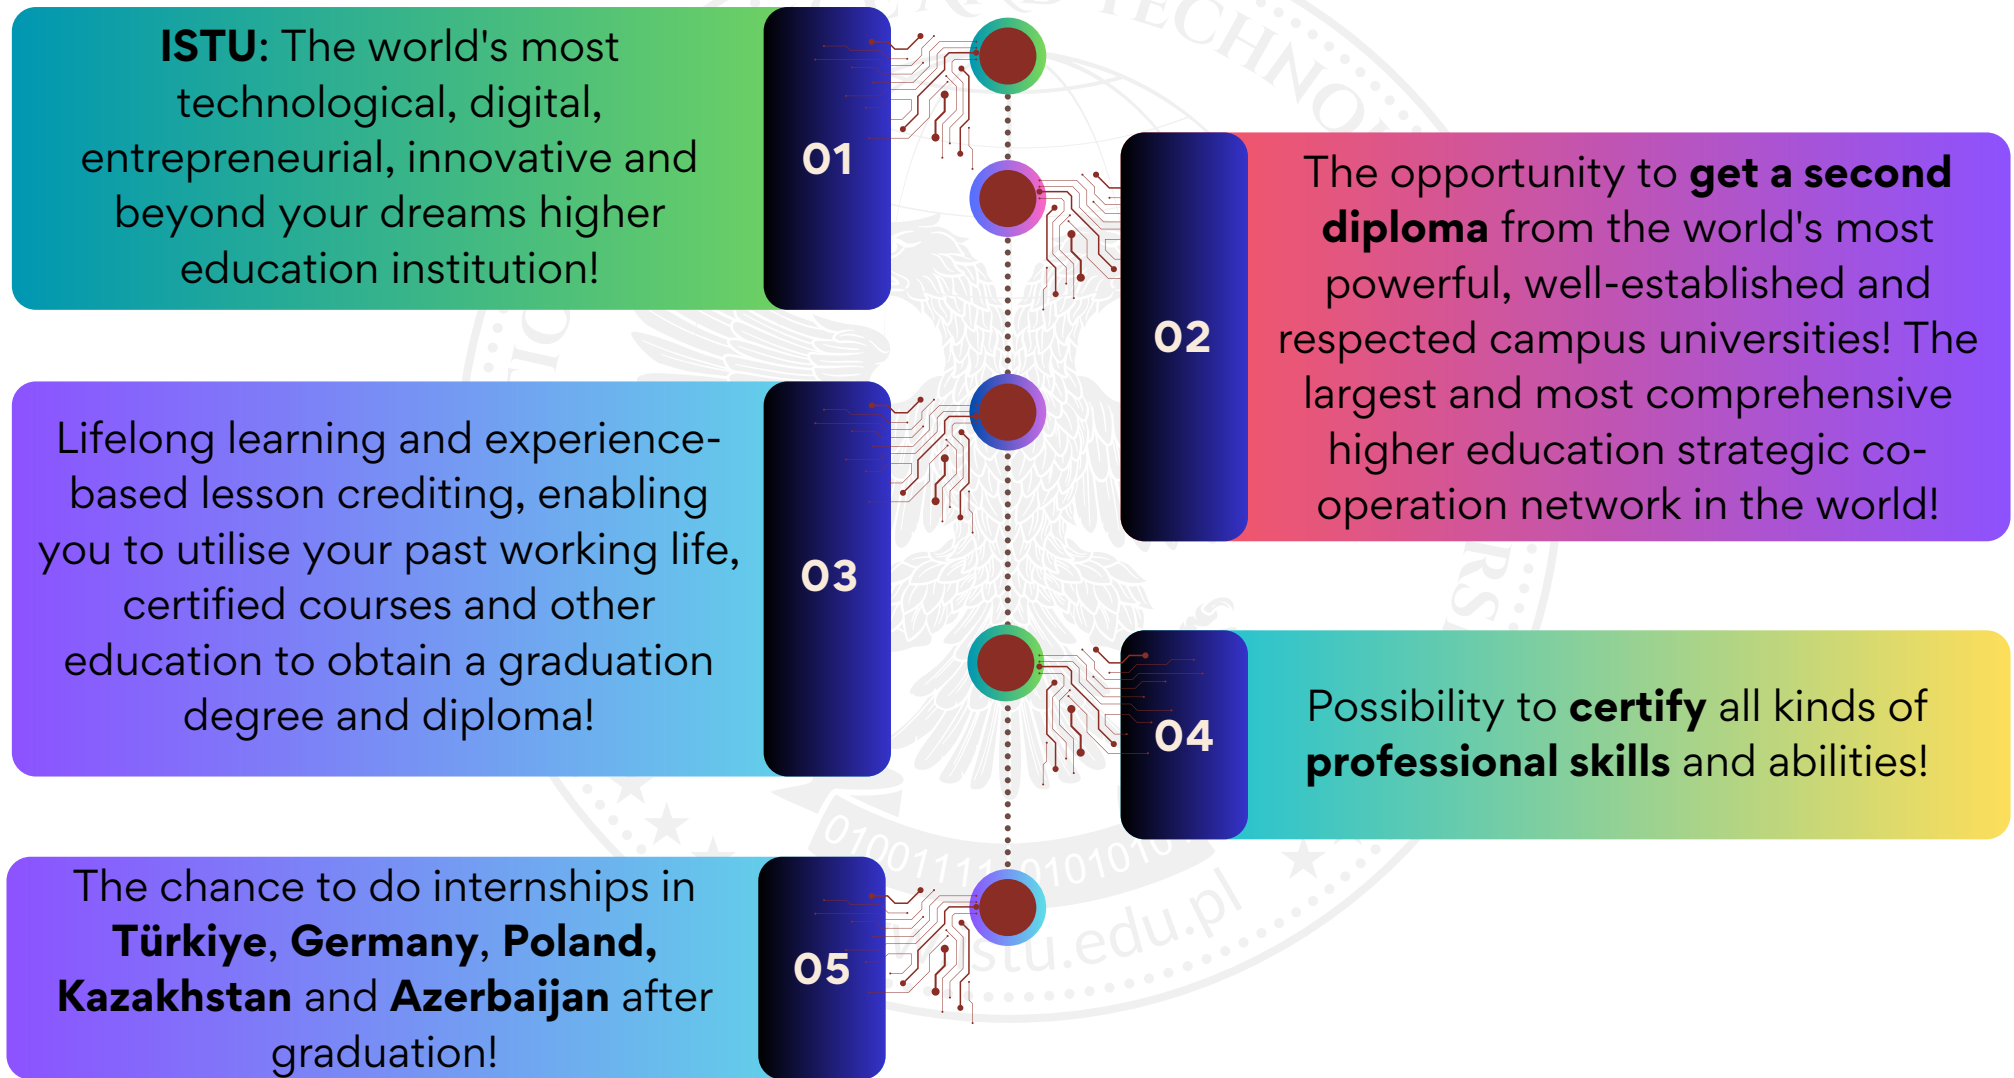 ISTU: The world's most
technological, digital,
entrepreneurial, innovative and
beyond your dreams higher
education institution!
01
The opportunity to get a second
diploma from the world's most
powerful, well-established and
respected campus universities! The
largest and most comprehensive
higher education strategic co-
operation network in the world!
02
Lifelong learning and experience-
based lesson crediting, enabling
you to utilise your past working life,
certified courses and other
education to obtain a graduation
degree and diploma!
03
Possibility to certify all kinds of
professional skills and abilities!
04
The chance to do internships in
Türkiye, Germany, Poland,
Kazakhstan and Azerbaijan after
graduation!
05